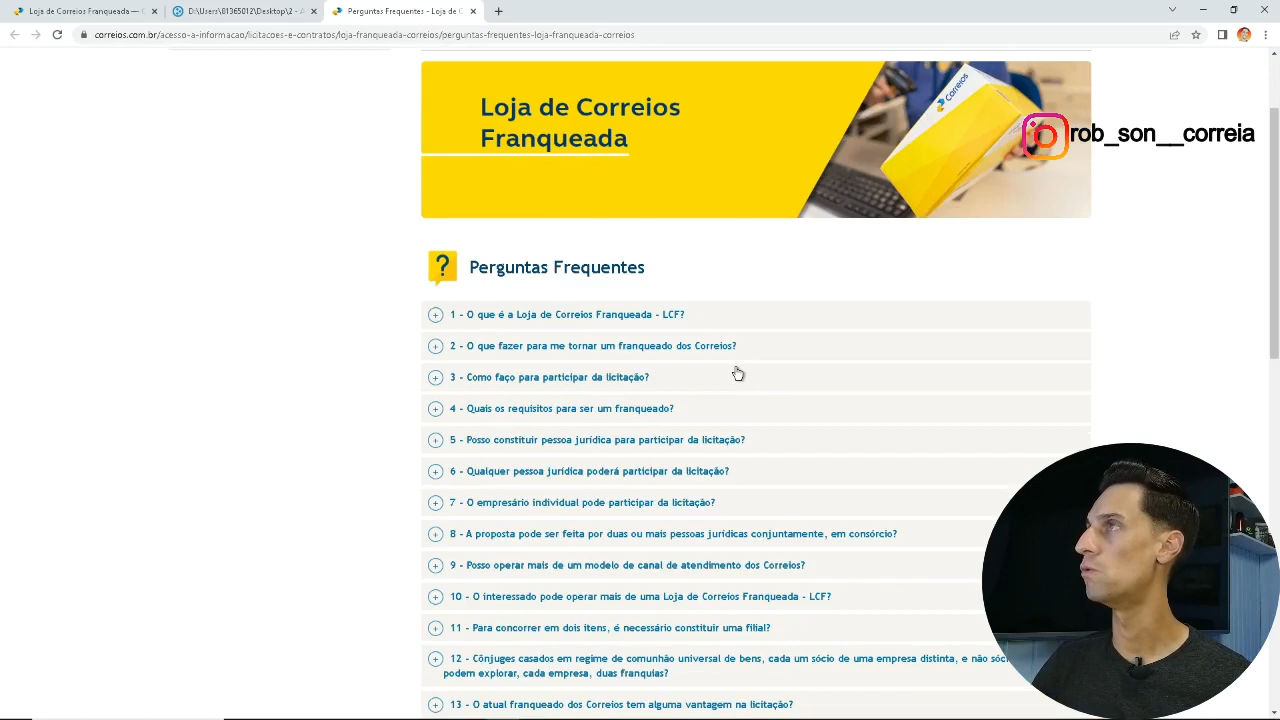 Loja de Correios Franqueada — C
D:\Users\81365012\Desktop\2 - A
Perguntas Frequentes - Loja de C
correios.com.br/acesso-a-informacao/licitacoes-e-contratos/loja-franqueada-correios/perguntas-frequentes-loja-franqueada-correios
Loja de Correios
Franqueada
Correios
rob_son__correia
? Perguntas Frequentes
1 - O que é a Loja de Correios Franqueada - LCF?
2 - O que fazer para me tornar um franqueado dos Correios?
3 - Como faço para participar da licitação?
4 - Quais os requisitos para ser um franqueado?
5 - Posso constituir pessoa jurídica para participar da licitação?
6 - Qualquer pessoa jurídica poderá participar da licitação?
7 - O empresário individual pode participar da licitação?
8 - A proposta pode ser feita por duas ou mais pessoas jurídicas conjuntamente, em consórcio?
9 - Posso operar mais de um modelo de canal de atendimento dos Correios?
10 - O interessado pode operar mais de uma Loja de Correios Franqueada - LCF?
11 - Para concorrer em dois itens, é necessário constituir uma filial?
12 - Cônjuges casados em regime de comunhão universal de bens, cada um sócio de uma empresa distinta, e não
podem explorar, cada empresa, duas franquias?
13 - O atual franqueado dos Correios tem alguma vantagem na licitação?